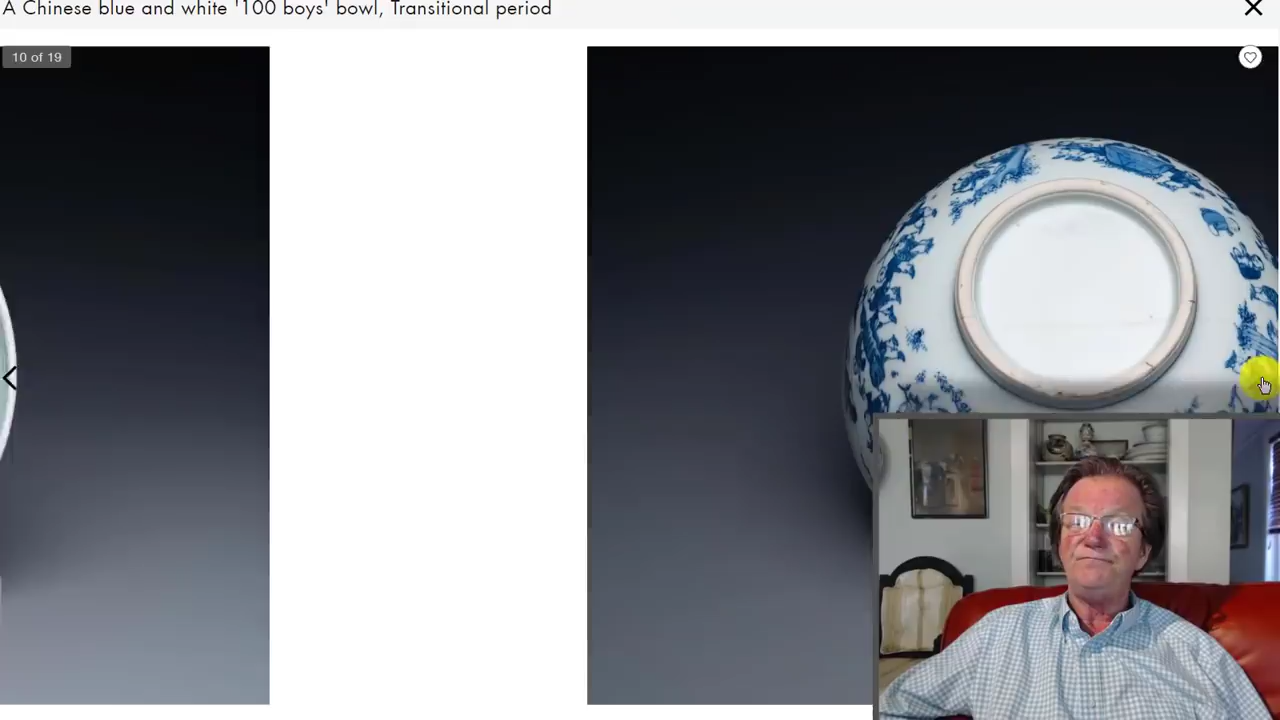 A Chinese blue and white '100 boys' bowl, Transitional period
10 of 19